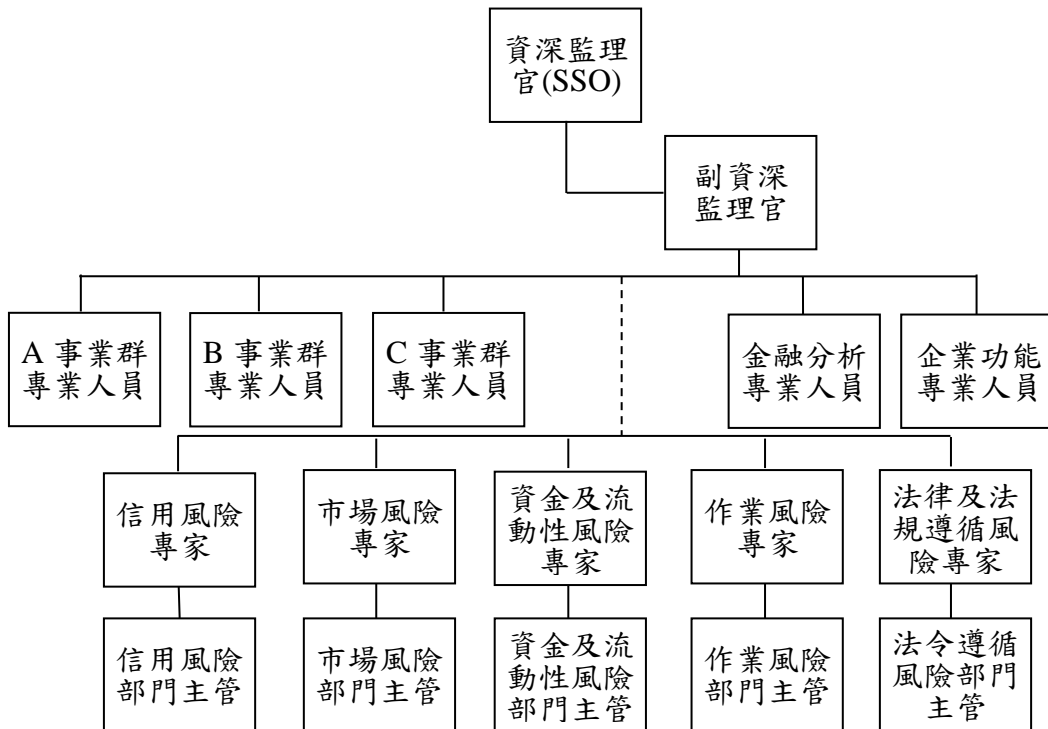 資深監理
官(SSO)
副資深
監理官
A 事業群
專業人員
B 事業群
專業人員
C 事業群
專業人員
金融分析
專業人員
企業功能
專業人員
信用風險
專家
市場風險
專家
資金及流
動性風險
專家
作業風險
專家
法律及法
規遵循風
險專家
信用風險
部門主管
市場風險
部門主管
資金及流
動性風險
部門主管
作業風險
部門主管
法令遵循
風險部門
主管